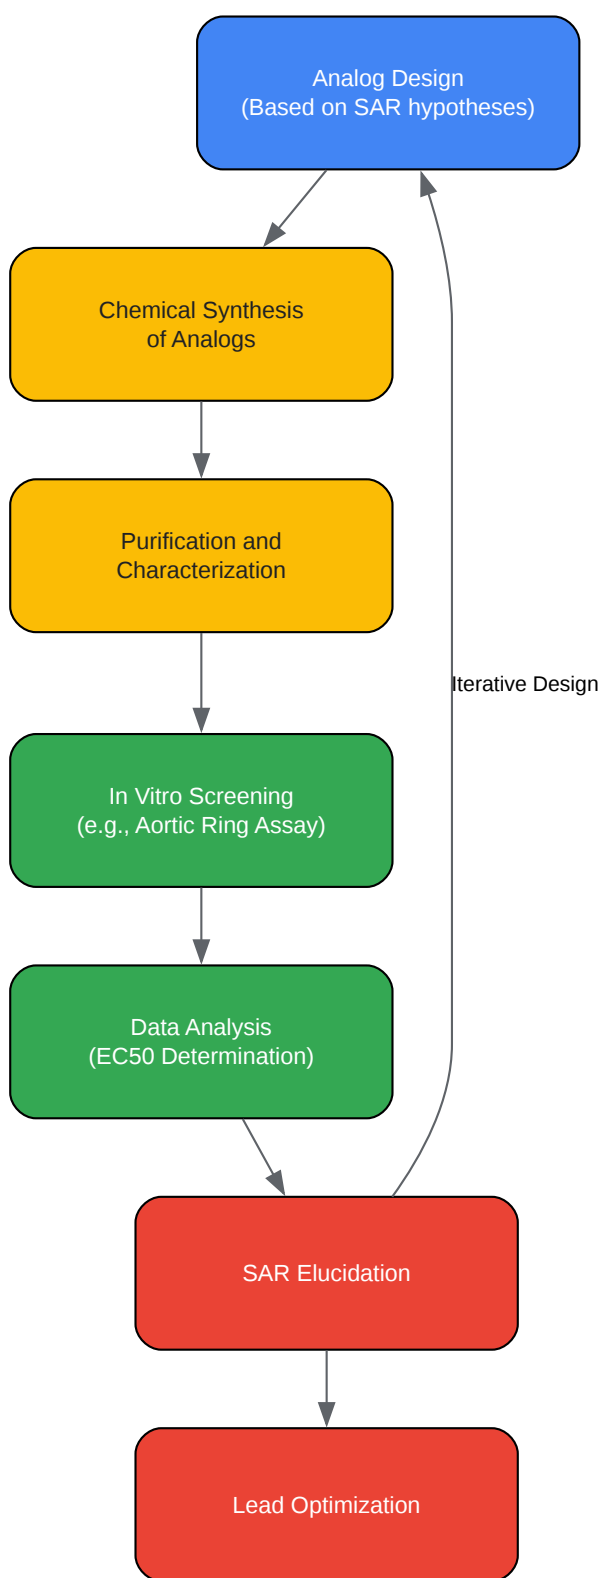 Analog Design
(Based on SAR hypotheses)
Chemical Synthesis
of Analogs
Purification and
Characterization
Iterative Design
In Vitro Screening
(e.g., Aortic Ring Assay)
Data Analysis
(EC50 Determination)
SAR Elucidation
Lead Optimization